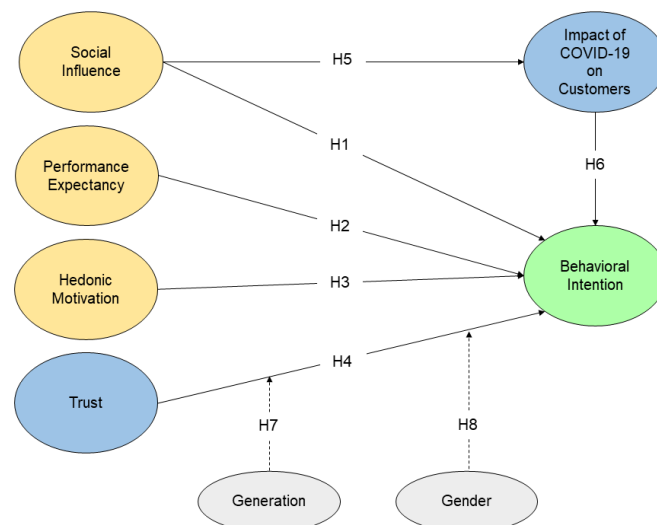 Social
Influence
H5
Impact of
COVID-19
on
Customers
H1
Performance
Expectancy
H6
H2
Hedonic
Motivation
H3
Behavioral
Intention
Trust
H4
H7
H8
Generation
Gender